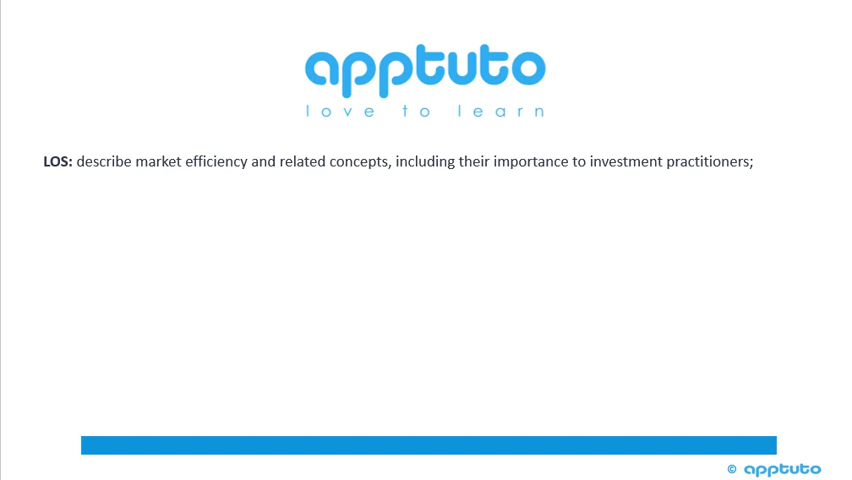 apptuto
love to learn
LOS: describe market efficiency and related concepts, including their importance to investment practitioners;
© apptuto